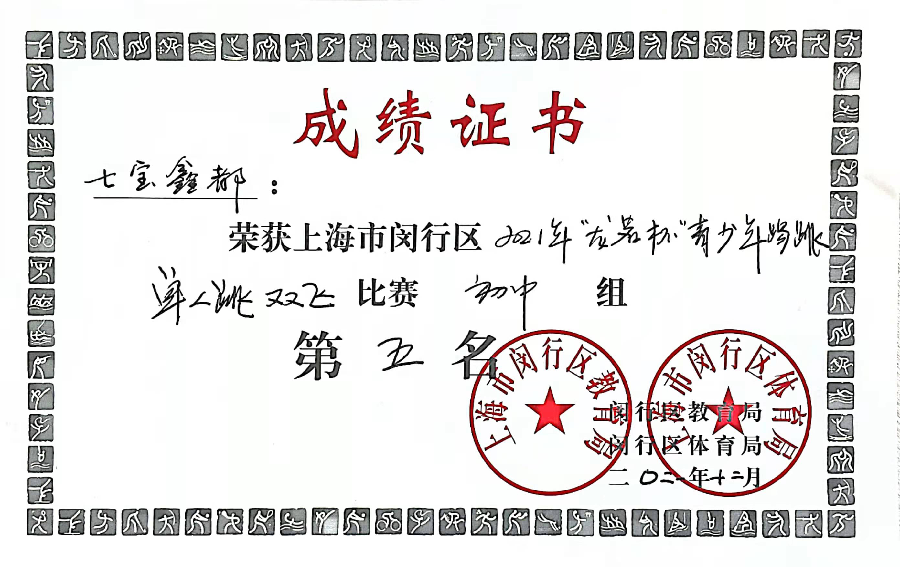 成绩证书
七宝鑫都：
荣获上海市闵行区 2021年“龙若杯”青少年踢跳
单人跳双飞 比赛 初中 组
第 五 名
上海市闵行区教育局
上海市闵行区体育局
闵行区教育局
闵行区体育局
二〇二一年十二月